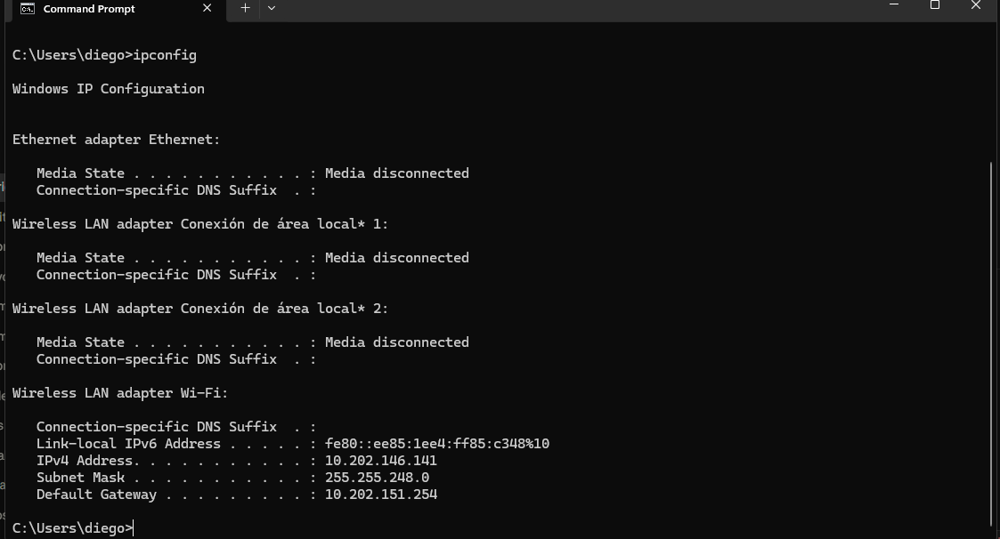 Command Prompt
C:\Users\diego>ipconfig
Windows IP Configuration
Ethernet adapter Ethernet:
Media State . . . . . . . . . . . : Media disconnected
Connection-specific DNS Suffix  . :
Wireless LAN adapter Conexión de área local* 1:
Media State . . . . . . . . . . . : Media disconnected
Connection-specific DNS Suffix  . :
Wireless LAN adapter Conexión de área local* 2:
Media State . . . . . . . . . . . : Media disconnected
Connection-specific DNS Suffix  . :
Wireless LAN adapter Wi-Fi:
Connection-specific DNS Suffix  . :
Link-local IPv6 Address . . . . . : fe80::ee85:1ee4:ff85:c348%10
IPv4 Address. . . . . . . . . . . : 10.202.146.141
Subnet Mask . . . . . . . . . . . : 255.255.248.0
Default Gateway . . . . . . . . . : 10.202.151.254
C:\Users\diego>